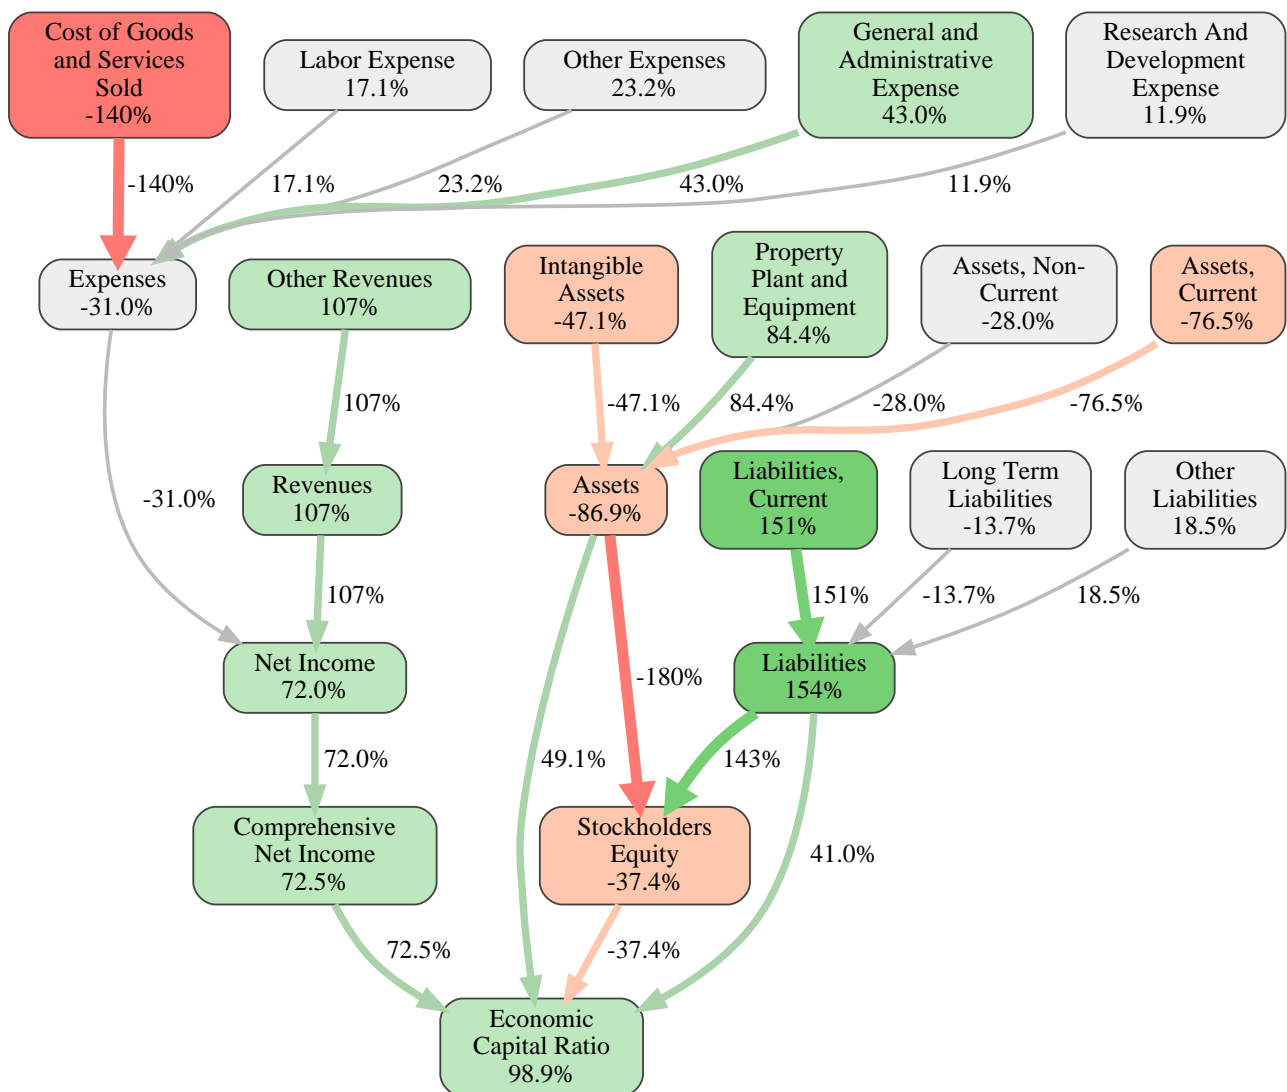 Cost of Goods
and Services
Sold
-140%
Labor Expense
17.1%
Other Expenses
23.2%
General and
Administrative
Expense
43.0%
Research And
Development
Expense
11.9%
-140%
17.1%
23.2%
43.0%
11.9%
Expenses
-31.0%
Other Revenues
107%
Intangible
Assets
-47.1%
Property
Plant and
Equipment
84.4%
Assets, Non-
Current
-28.0%
Assets,
Current
-76.5%
107%
-47.1%
84.4%
-28.0%
-76.5%
-31.0%
Revenues
107%
Assets
-86.9%
Liabilities,
Current
151%
Long Term
Liabilities
-13.7%
Other
Liabilities
18.5%
107%
151%
-13.7%
18.5%
Net Income
72.0%
-180%
Liabilities
154%
72.0%
49.1%
143%
41.0%
Comprehensive
Net Income
72.5%
Stockholders
Equity
-37.4%
72.5%
-37.4%
Economic
Capital Ratio
98.9%